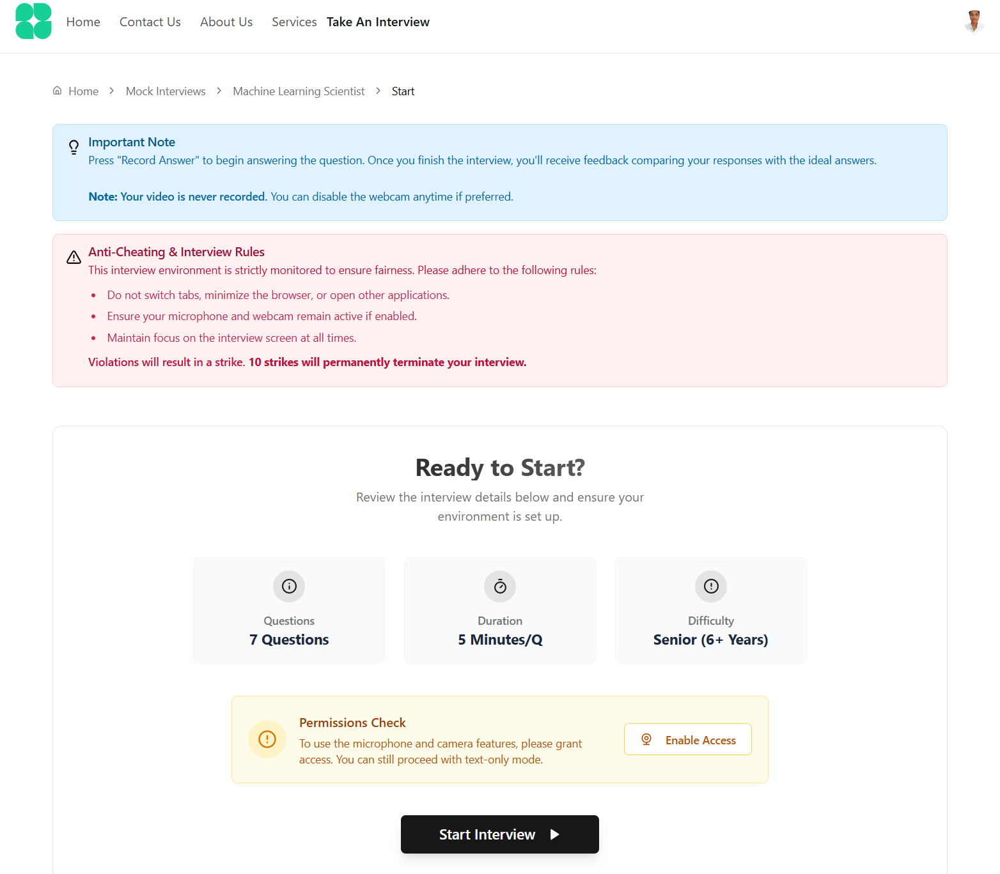 Home Contact Us About Us Services Take An Interview
Home Mock Interviews Machine Learning Scientist Start
Important Note
Press "Record Answer" to begin answering the question. Once you finish the interview, you'll receive feedback comparing your responses with the ideal answers.
Note: Your video is never recorded. You can disable the webcam anytime if preferred.
Anti-Cheating & Interview Rules
This interview environment is strictly monitored to ensure fairness. Please adhere to the following rules:
Do not switch tabs, minimize the browser, or open other applications.
Ensure your microphone and webcam remain active if enabled.
Maintain focus on the interview screen at all times.
Violations will result in a strike. 10 strikes will permanently terminate your interview.
Ready to Start?
Review the interview details below and ensure your
environment is set up.
Questions
7 Questions
Duration
5 Minutes/Q
Difficulty
Senior (6+ Years)
Permissions Check
To use the microphone and camera features, please grant
access. You can still proceed with text-only mode.
Enable Access
Start Interview